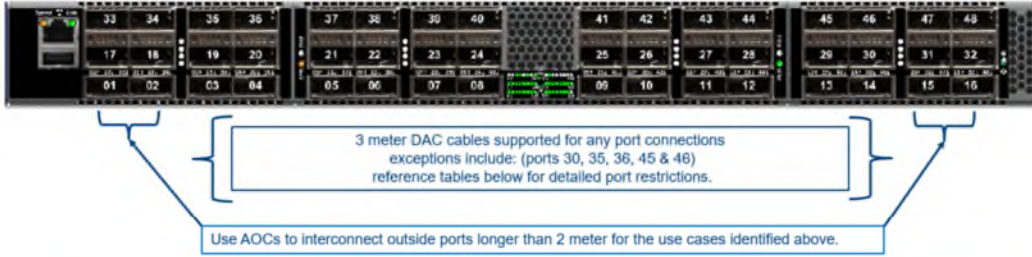 33 34 35 36 37 38 39 40 41 42 43 44 45 46 47 48
17 18 19 20 21 22 23 24 25 26 27 28 29 30 31 32
01 02 03 04 05 06 07 08 09 10 11 12 13 14 15 16
3 meter DAC cables supported for any port connections
exceptions include: (ports 30, 35, 36, 45 & 46)
reference tables below for detailed port restrictions.
Use AOCs to interconnect outside ports longer than 2 meter for the use cases identified above.